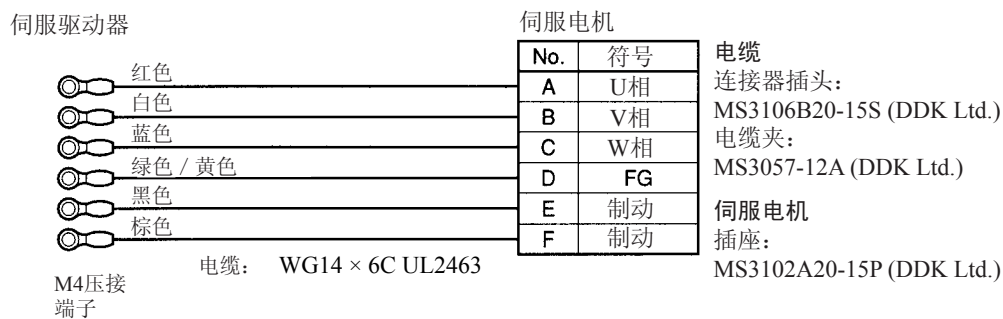 伺服驱动器
伺服电机
No. 符号
红色 A U相
白色 B V相
蓝色 C W相
绿色 / 黄色 D FG
黑色 E 制动
棕色 F 制动
电缆： WG14 × 6C UL2463
M4压接
端子
电缆
连接器插头：
MS3106B20-15S (DDK Ltd.)
电缆夹：
MS3057-12A (DDK Ltd.)
伺服电机
插座：
MS3102A20-15P (DDK Ltd.)